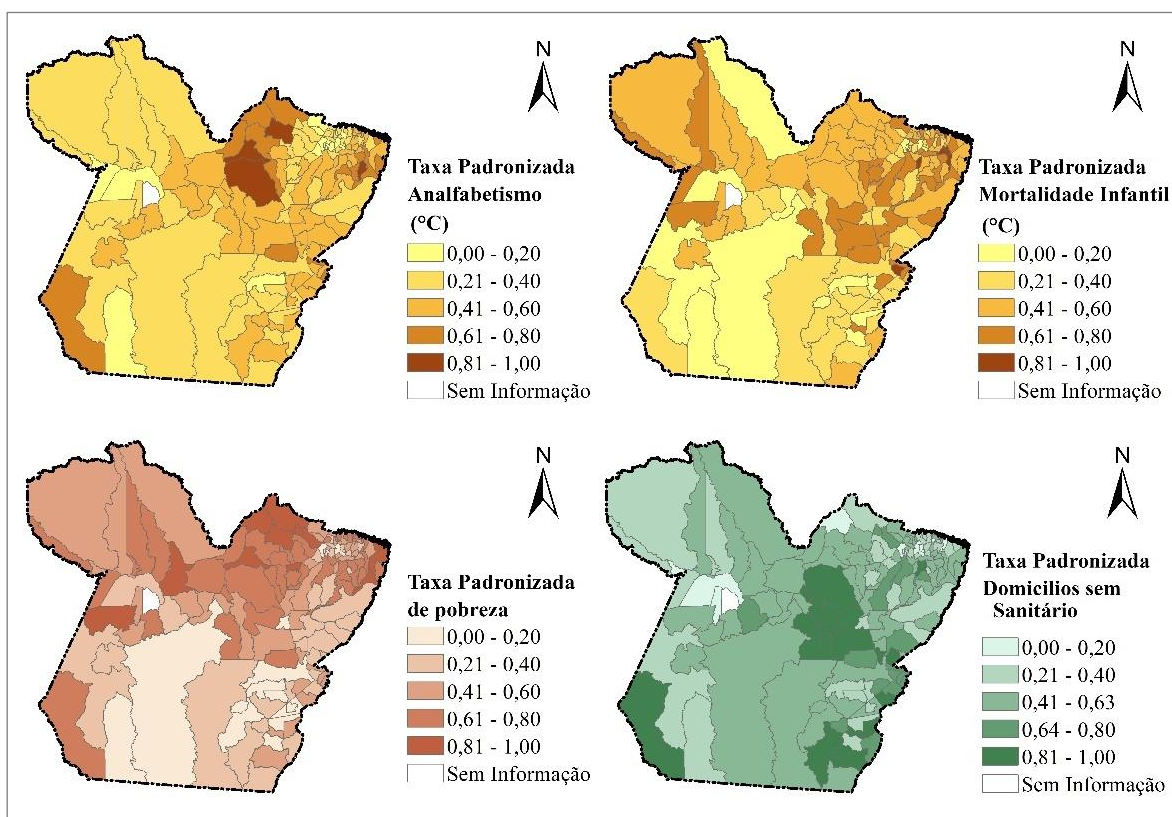 N
Taxa Padronizada
Analfabetismo
(°C)
0,00 - 0,20
0,21 - 0,40
0,41 - 0,60
0,61 - 0,80
0,81 - 1,00
Sem Informação
N
Taxa Padronizada
Mortalidade Infantil
(°C)
0,00 - 0,20
0,21 - 0,40
0,41 - 0,60
0,61 - 0,80
0,81 - 1,00
Sem Informação
N
Taxa Padronizada
de pobreza
0,00 - 0,20
0,21 - 0,40
0,41 - 0,60
0,61 - 0,80
0,81 - 1,00
Sem Informação
N
Taxa Padronizada
Domicilios sem
Sanitário
0,00 - 0,20
0,21 - 0,40
0,41 - 0,63
0,64 - 0,80
0,81 - 1,00
Sem Informação